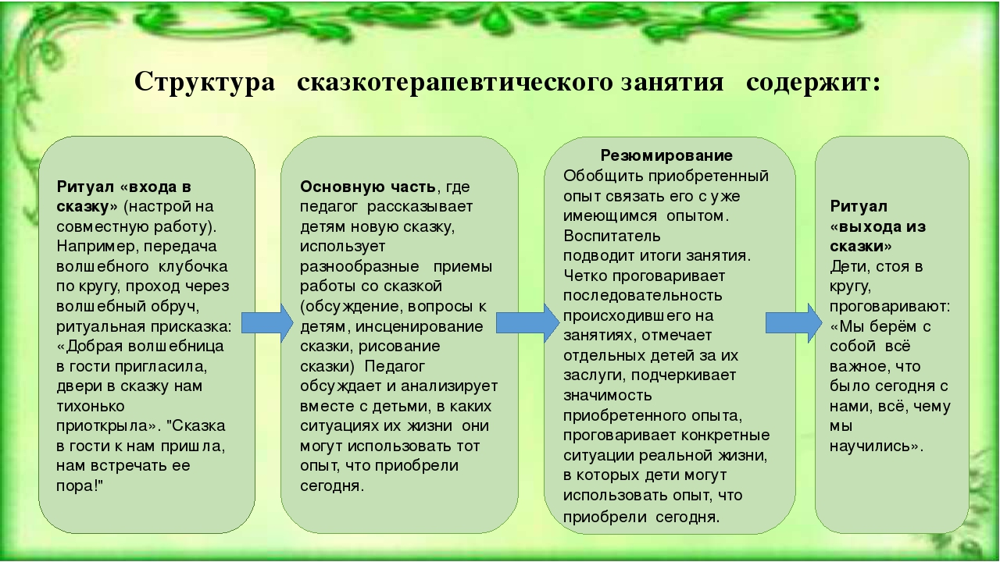 Структура сказкотерапевтического занятия содержит:
Ритуал «входа в
сказку» (настрой на
совместную работу).
Например, передача
волшебного клубочка
по кругу, проход через
волшебный обруч,
ритуальная присказка:
«Добрая волшебница
в гости пригласила,
двери в сказку нам
тихонько
приоткрыла». "Сказка
в гости к нам пришла,
нам встречать ее
пора!"
Основную часть, где
педагог рассказывает
детям новую сказку,
использует
разнообразные приемы
работы со сказкой
(обсуждение, вопросы к
детям, инсценирование
сказки, рисование
сказки) Педагог
обсуждает и анализирует
вместе с детьми, в каких
ситуациях их жизни они
могут использовать тот
опыт, что приобрели
сегодня.
Резюмирование
Обобщить приобретенный
опыт связать его с уже
имеющимся опытом.
Воспитатель
подводит итоги занятия.
Четко проговаривает
последовательность
происходившего на
занятиях, отмечает
отдельных детей за их
заслуги, подчеркивает
значимость
приобретенного опыта,
проговаривает конкретные
ситуации реальной жизни,
в которых дети могут
использовать опыт, что
приобрели сегодня.
Ритуал
«выхода из
сказки»
Дети, стоя в
кругу,
проговаривают:
«Мы берём с
собой всё
важное, что
было сегодня с
нами, всё, чему
мы
научились».